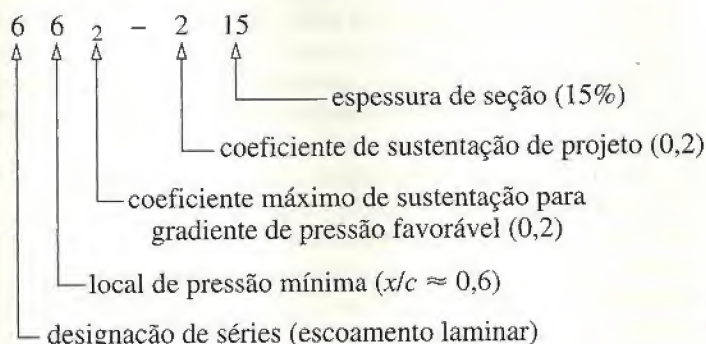 6 6 2 – 2 15
espessura de seção (15%)
coeficiente de sustentação de projeto (0,2)
coeficiente máximo de sustentação para
gradiente de pressão favorável (0,2)
local de pressão mínima (x/c ≈ 0,6)
designação de séries (escoamento laminar)